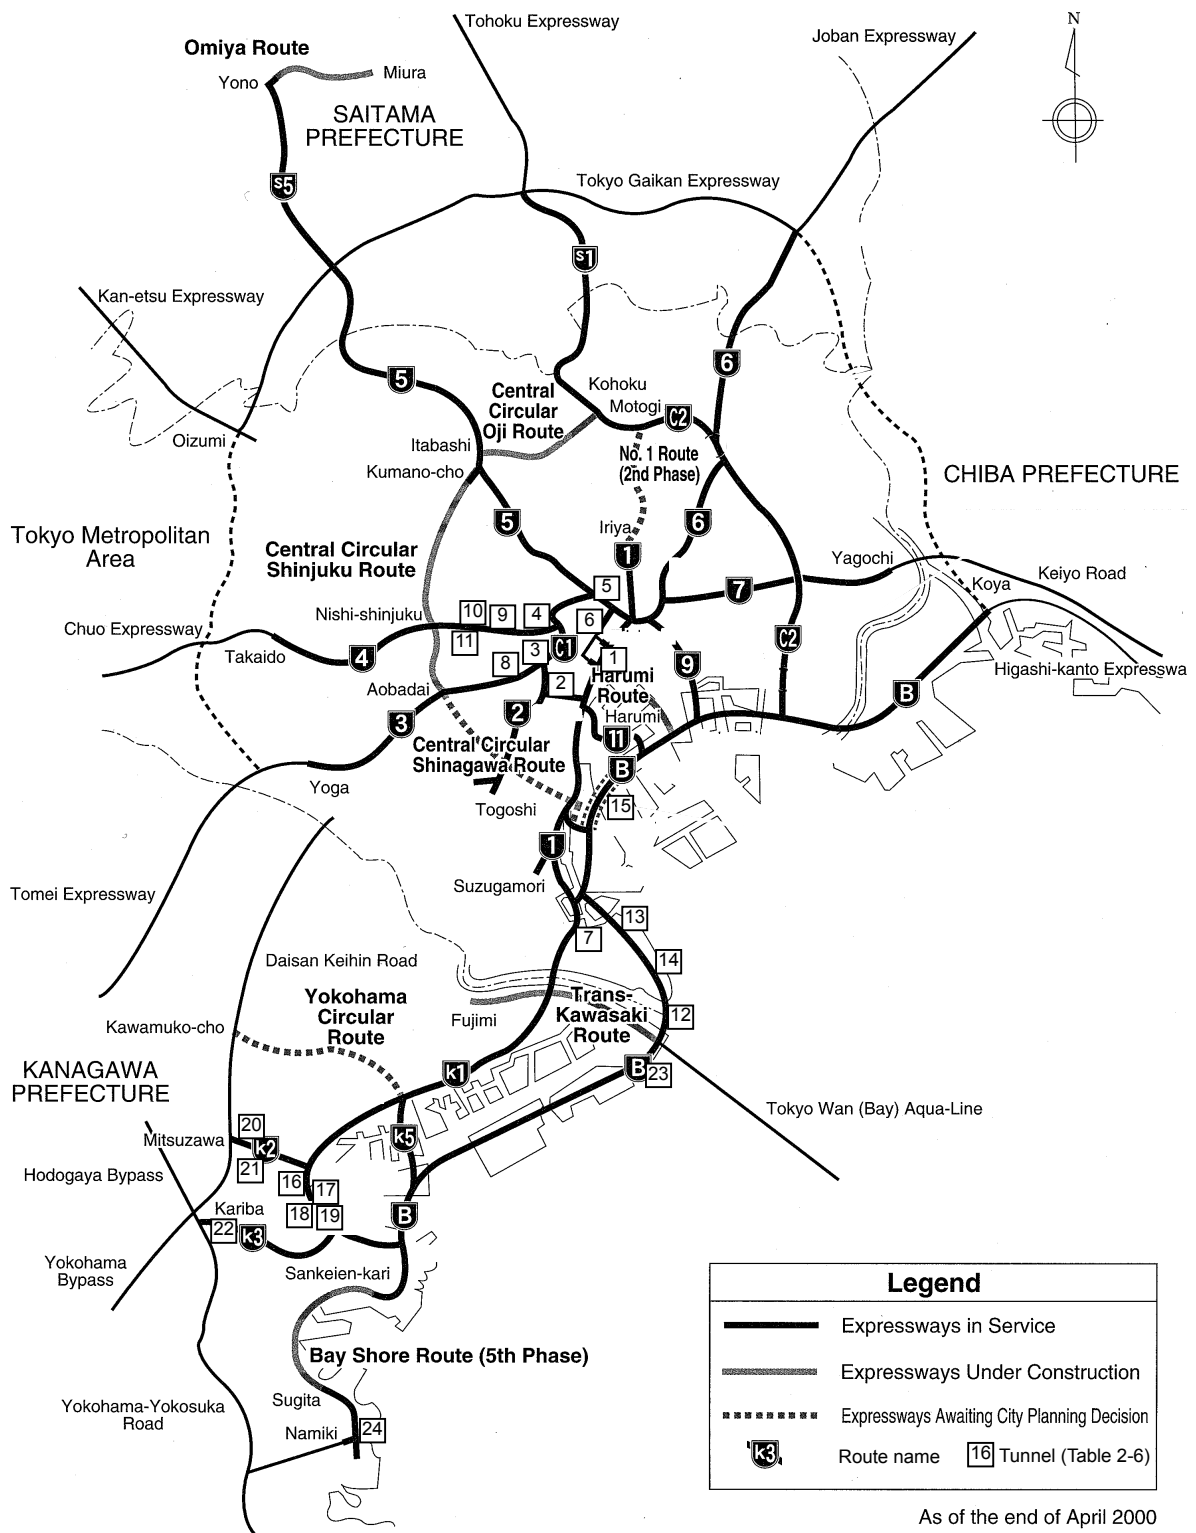 Tohoku Expressway
N
Joban Expressway
Omiya Route
Yono
Miura
SAITAMA
PREFECTURE
S5
Tokyo Gaikan Expressway
S1
Kan-etsu Expressway
6
5
Central
Circular
Oji Route
Kohoku
Motogi
C2
Oizumi
Itabashi
Kumano-cho
No. 1 Route
(2nd Phase)
CHIBA PREFECTURE
Tokyo Metropolitan
Area
5
6
Iriya
1
Central Circular
Shinjuku Route
Yagochi
Koya
Keiyo Road
7
5
Nishi-shinjuku
10
9
4
6
11
Chuo Expressway
Takaido
4
C1
C2
3
1
8
9
Higashi-kanto Expresswa
Aobadai
2
Harumi
Route
Harumi
B
3
2
11
Central Circular
Shinagawa Route
B
Yoga
Togoshi
15
1
Suzugamori
Tomei Expressway
13
7
14
Daisan Keihin Road
Yokohama
Circular
Route
Trans-
Kawasaki
Route
12
Kawamuko-cho
Fujimi
KANAGAWA
PREFECTURE
k1
B
23
Tokyo Wan (Bay) Aqua-Line
20
Mitsuzawa
k2
k5
21
Hodogaya Bypass
16
17
Kariba
18
19
B
22
k3
Yokohama
Bypass
Sankeien-kari
Bay Shore Route (5th Phase)
Sugita
Yokohama-Yokosuka
Road
Namiki
24
Legend
Expressways in Service
Expressways Under Construction
Expressways Awaiting City Planning Decision
k3
Route name
16
Tunnel (Table 2-6)
As of the end of April 2000